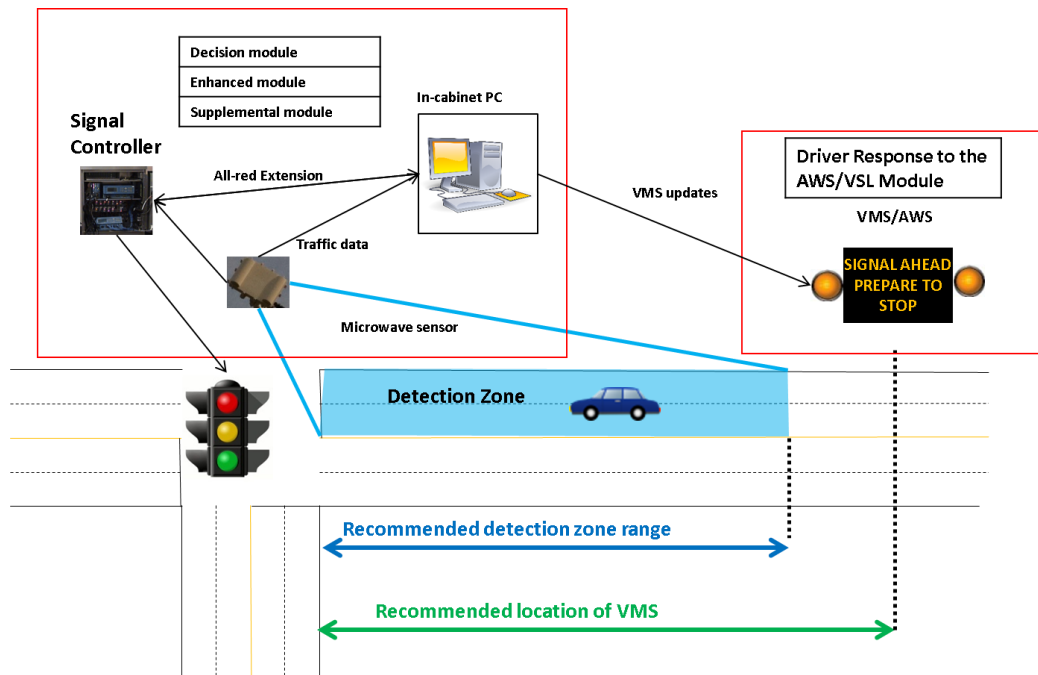 Decision module
Enhanced module
Supplemental module
In-cabinet PC
Signal
Controller
All-red Extension
Traffic data
Microwave sensor
VMS updates
Driver Response to the
AWS/VSL Module
VMS/AWS
SIGNAL AHEAD
PREPARE TO
STOP
Detection Zone
Recommended detection zone range
Recommended location of VMS